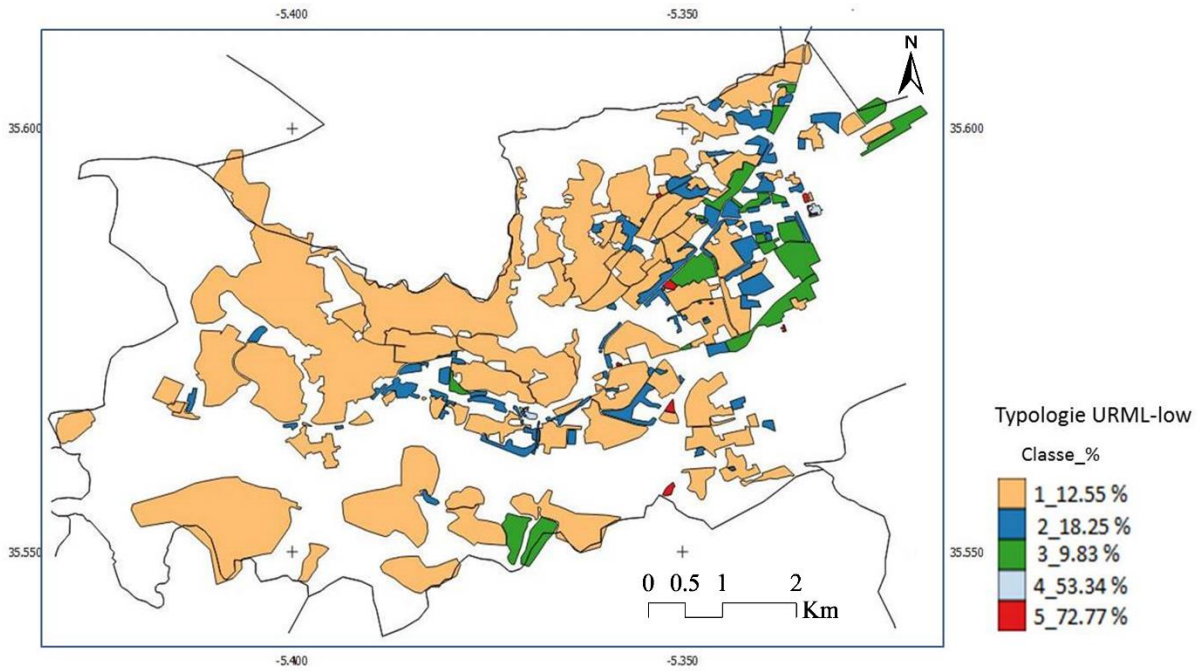 -5.400 -5.350
N
35.600 35.600
Typologie URML-low
Classe_%
1_12.55 %
2_18.25 %
3_9.83 %
4_53.34 %
5_72.77 %
35.550 35.550
0 0.5 1 2
Km
-5.400 -5.350